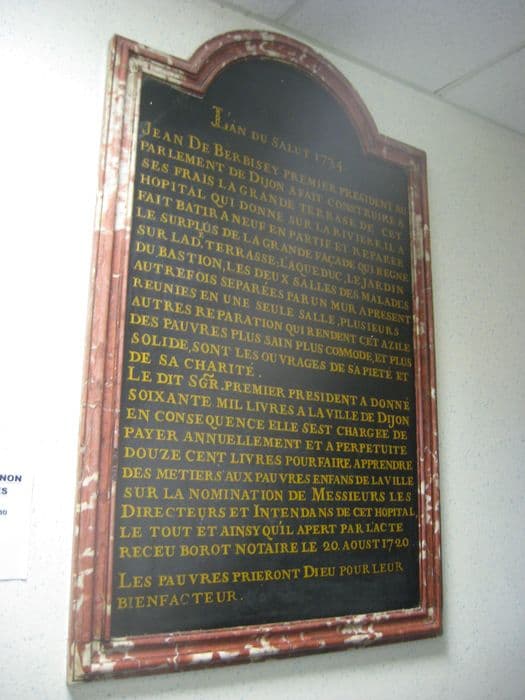 L'AN DU SALUT 1734.
JEAN DE BERBISEY PREMIER PRESIDENT AU
PARLEMENT DE DIJON A FAIT CONSTRUIRE A
SES FRAIS LA GRANDE TERRASSE DE CET
HOPITAL QUI DONNE SUR LA RIVIERE, IL A
FAIT BATIR A NEUF EN PARTIE ET REPARER
LE SURPLUS DE LA GRANDE FAÇADE QUI REGNE
SUR LAD.E TERRASSE; L'AQUEDUC, LE JARDIN
DU BASTION, LES DEUX SALLES DES MALADES
AUTREFOIS SEPARÉES PAR UN MUR A PRESENT
REUNIES EN UNE SEULE SALLE, PLUSIEURS
AUTRES REPARATION QUI RENDENT CET AZILE
DES PAUVRES PLUS SAIN PLUS COMMODE, ET PLUS
SOLIDE, SONT LES OUVRAGES DE SA PIETÉ ET
DE SA CHARITÉ.
LE DIT SGR. PREMIER PRESIDENT A DONNÉ
SOIXANTE MIL LIVRES A LA VILLE DE DIJON
EN CONSEQUENCE ELLE SEST CHARGÉE DE
PAYER ANNUELLEMENT ET A PERPETUITE
DOUZE CENT LIVRES POUR FAIRE APPRENDRE
DES METIERS AUX PAUVRES ENFANS DE LA VILLE
SUR LA NOMINATION DE MESSIEURS LES
DIRECTEURS ET INTENDANS DE CET HOPITAL,
LE TOUT ET AINSY QU'IL APERT PAR L'ACTE
RECEU BOROT NOTAIRE LE 20. AOUST 1720
LES PAUVRES PRIERONT DIEU POUR LEUR
BIENFACTEUR.
NON